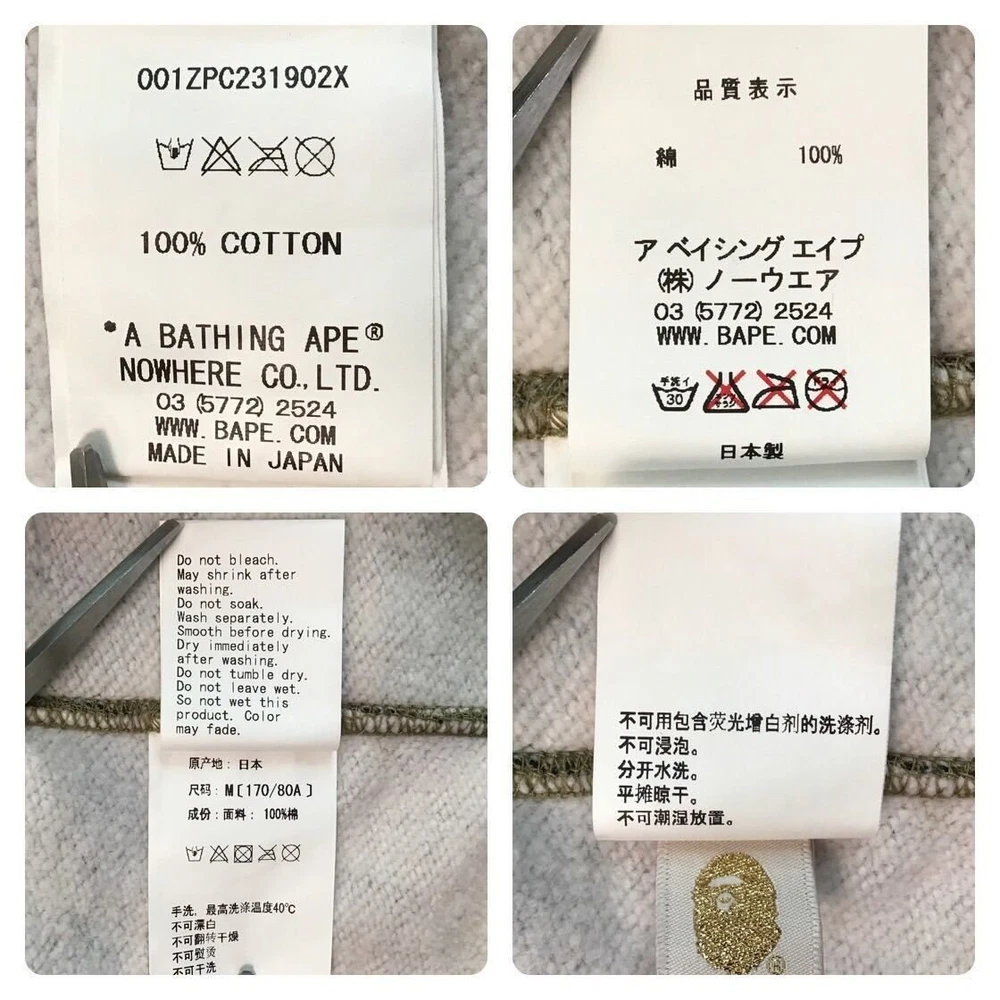 001ZPC231902X
100% COTTON
*A BATHING APE®
NOWHERE CO., LTD.
03 (5772) 2524
WWW. BAPE. COM
MADE IN JAPAN
品質表示
綿 100%
ア ベイシング エイプ
(株) ノーウエア
03 (5772) 2524
WWW. BAPE. COM
手洗イ
30
日本製
Do not bleach.
May shrink after
washing.
Do not soak.
Wash separately.
Smooth before drying.
Dry immediately
after washing.
Do not tumble dry.
Do not leave wet.
So not wet this
product. Color
may fade.
原产地: 日本
尺码: M〔170/80A〕
成份: 面料: 100%棉
手洗, 最高洗涤温度40℃
不可漂白
不可翻转干燥
不可熨烫
不可干洗
不可用包含荧光增白剂的洗涤剂。
不可浸泡。
分开水洗。
平摊晾干。
不可潮湿放置。
®